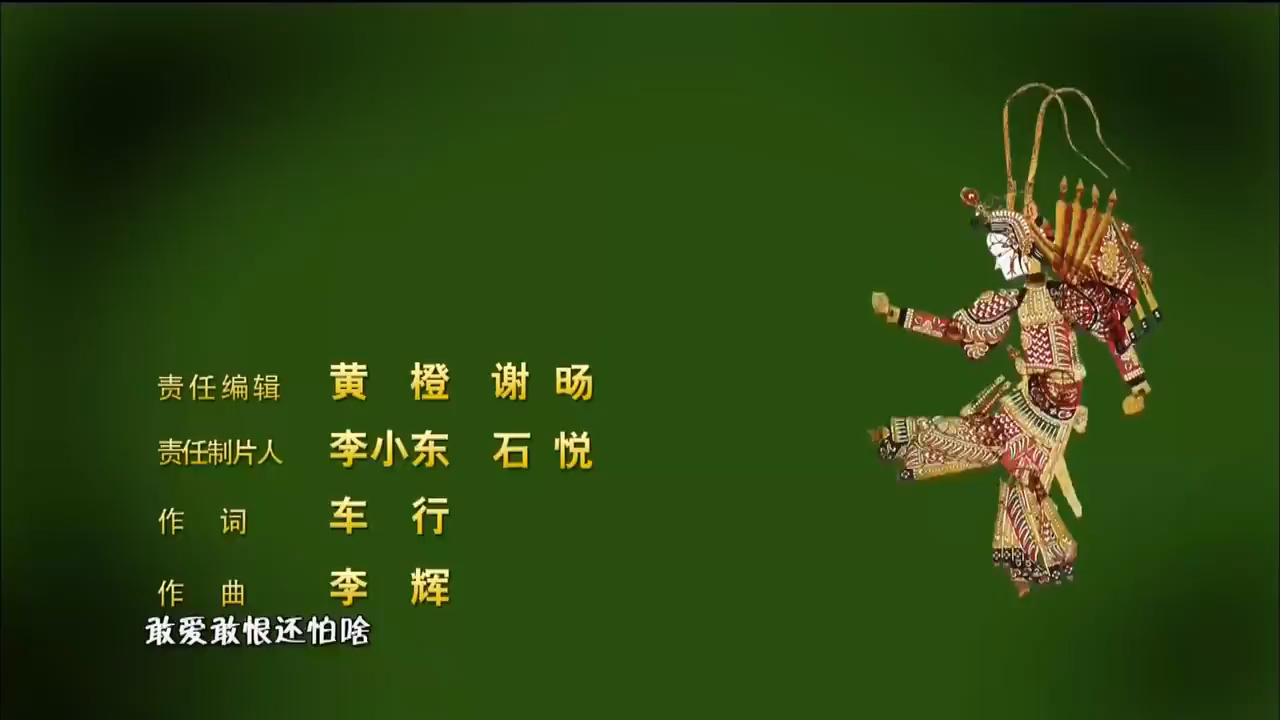 责任编辑 黄橙 谢旸
责任制片人 李小东 石悦
作词 车行
作曲 李辉
敢爱敢恨还怕啥